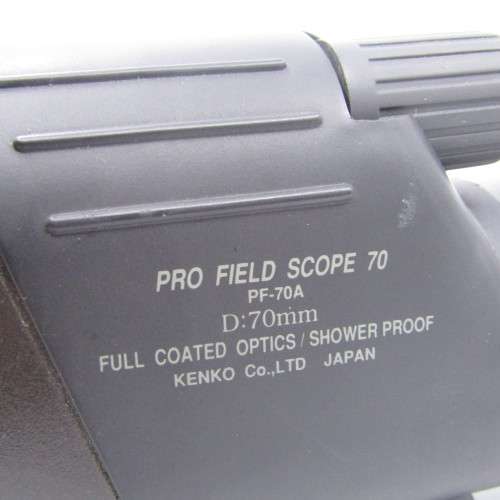 PRO FIELD SCOPE 70
PF-70A
D:70mm
FULL COATED OPTICS / SHOWER PROOF
KENKO Co.,LTD JAPAN